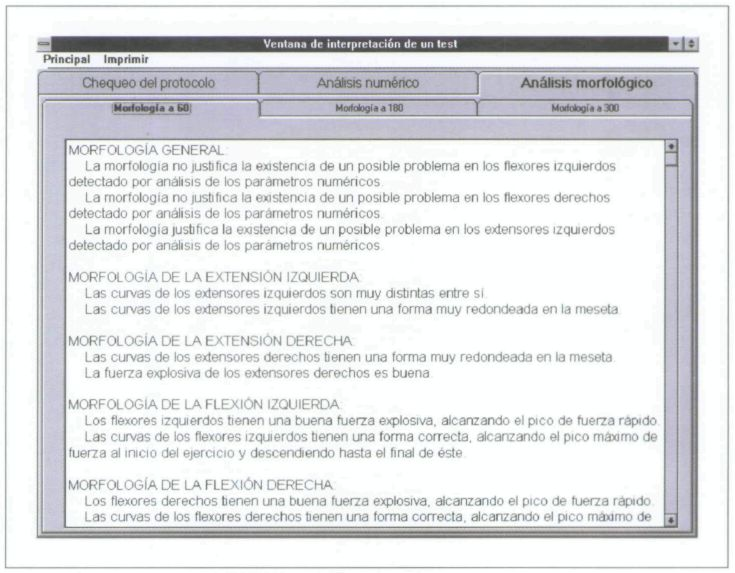 Ventana de interpretación de un test
Principal Imprimir
Chequeo del protocolo Análisis numérico Análisis morfológico
Morfología a 60 Morfología a 180 Morfología a 300
MORFOLOGÍA GENERAL:
La morfología no justifica la existencia de un posible problema en los flexores izquierdos
detectado por análisis de los parámetros numéricos.
La morfología no justifica la existencia de un posible problema en los flexores derechos
detectado por análisis de los parámetros numéricos.
La morfología justifica la existencia de un posible problema en los extensores izquierdos
detectado por análisis de los parámetros numéricos.
MORFOLOGÍA DE LA EXTENSIÓN IZQUIERDA:
Las curvas de los extensores izquierdos son muy distintas entre sí.
Las curvas de los extensores izquierdos tienen una forma muy redondeada en la meseta.
MORFOLOGÍA DE LA EXTENSIÓN DERECHA:
Las curvas de los extensores derechos tienen una forma muy redondeada en la meseta.
La fuerza explosiva de los extensores derechos es buena.
MORFOLOGÍA DE LA FLEXIÓN IZQUIERDA:
Los flexores izquierdos tienen una buena fuerza explosiva, alcanzando el pico de fuerza rápido.
Las curvas de los flexores izquierdos tienen una forma correcta, alcanzando el pico máximo de
fuerza al inicio del ejercicio y descendiendo hasta el final de éste.
MORFOLOGÍA DE LA FLEXIÓN DERECHA:
Los flexores derechos tienen una buena fuerza explosiva, alcanzando el pico de fuerza rápido.
Las curvas de los flexores derechos tienen una forma correcta, alcanzando el pico máximo de